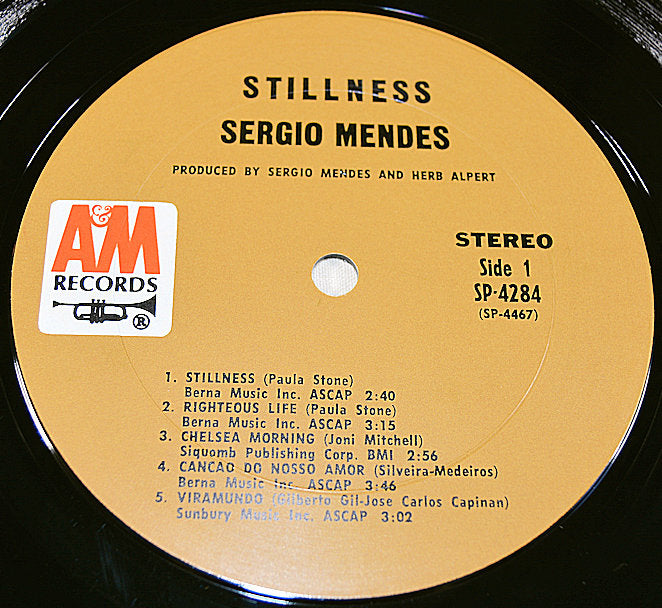 STILLNESS
SERGIO MENDES
PRODUCED BY SERGIO MENDES AND HERB ALPERT
A&M
RECORDS
®
STEREO
Side 1
SP-4284
(SP-4467)
1. STILLNESS (Paula Stone)
Berna Music Inc. ASCAP 2:40
2. RIGHTEOUS LIFE (Paula Stone)
Berna Music Inc. ASCAP 3:15
3. CHELSEA MORNING (Joni Mitchell)
Siquomb Publishing Corp. BMI 2:56
4. CANCAO DO NOSSO AMOR (Silveira-Medeiros)
Berna Music Inc. ASCAP 3:46
5. VIRAMUNDO (Gilberto Gil-Jose Carlos Capinan)
Sunbury Music Inc. ASCAP 3:02